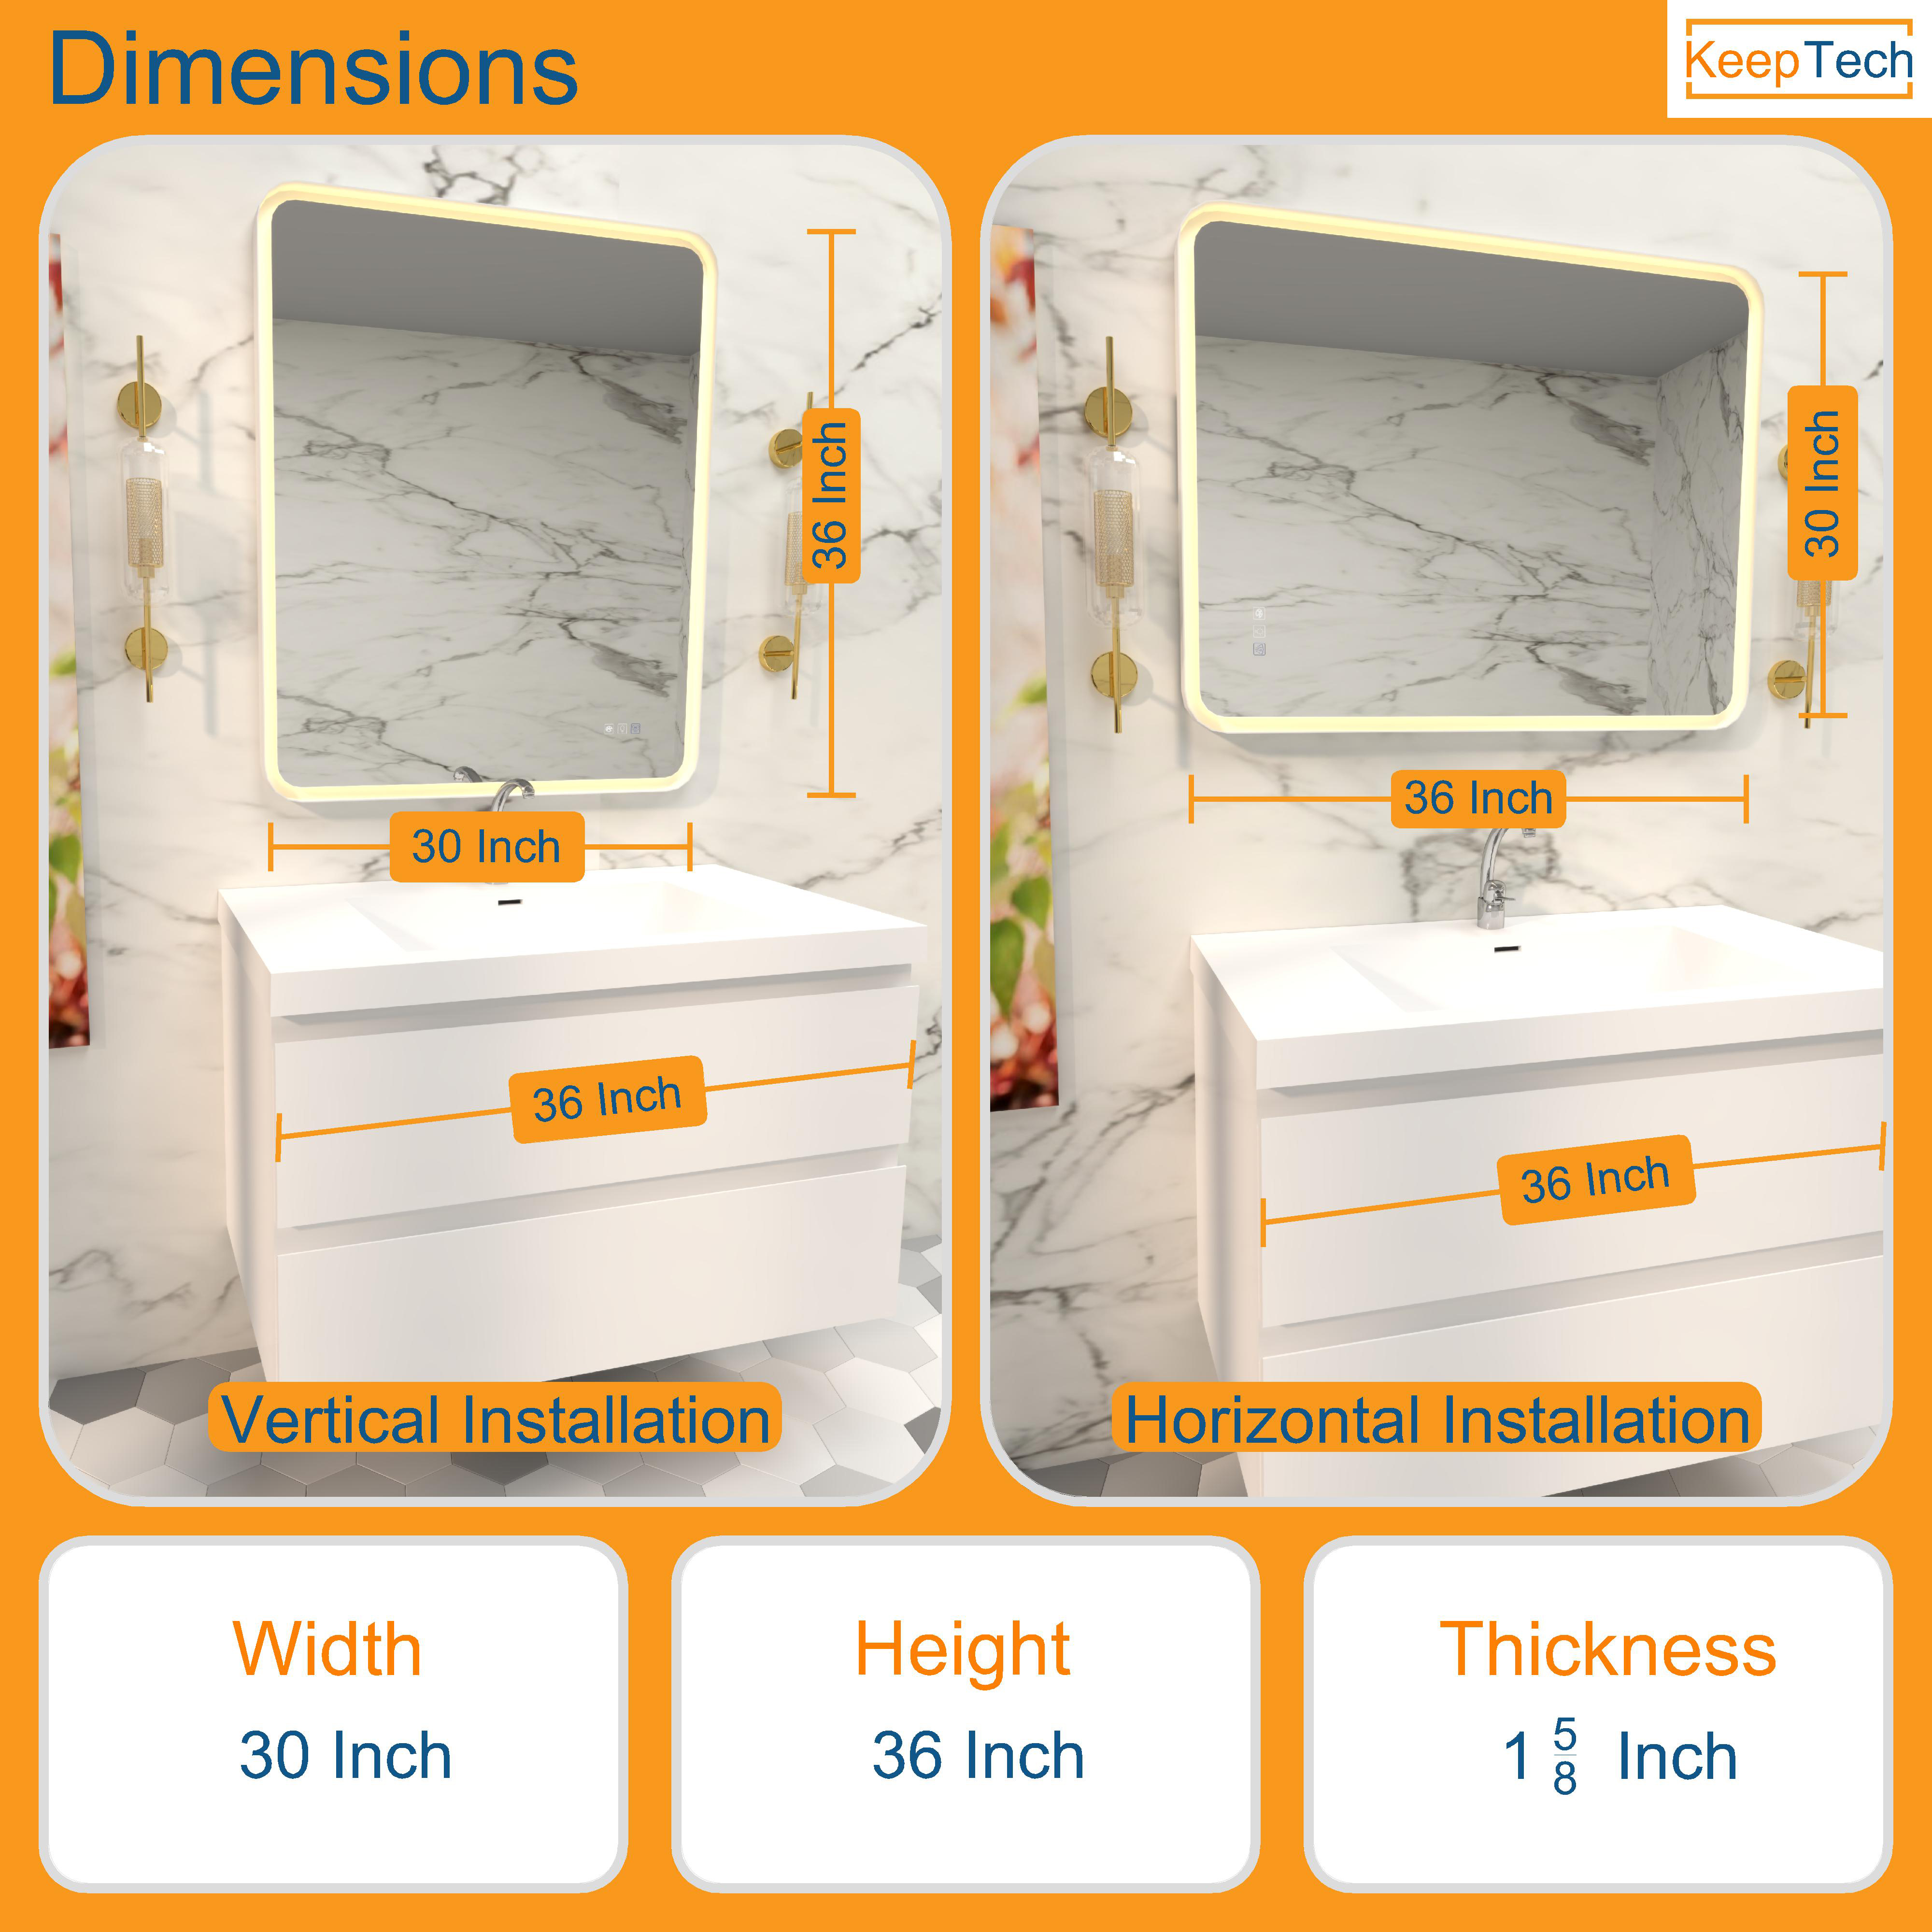 Dimensions
KeepTech
36 Inch
30 Inch
36 Inch
Vertical Installation
30 Inch
36 Inch
36 Inch
Horizontal Installation
Width
30 Inch
Height
36 Inch
Thickness
1 5/8 Inch